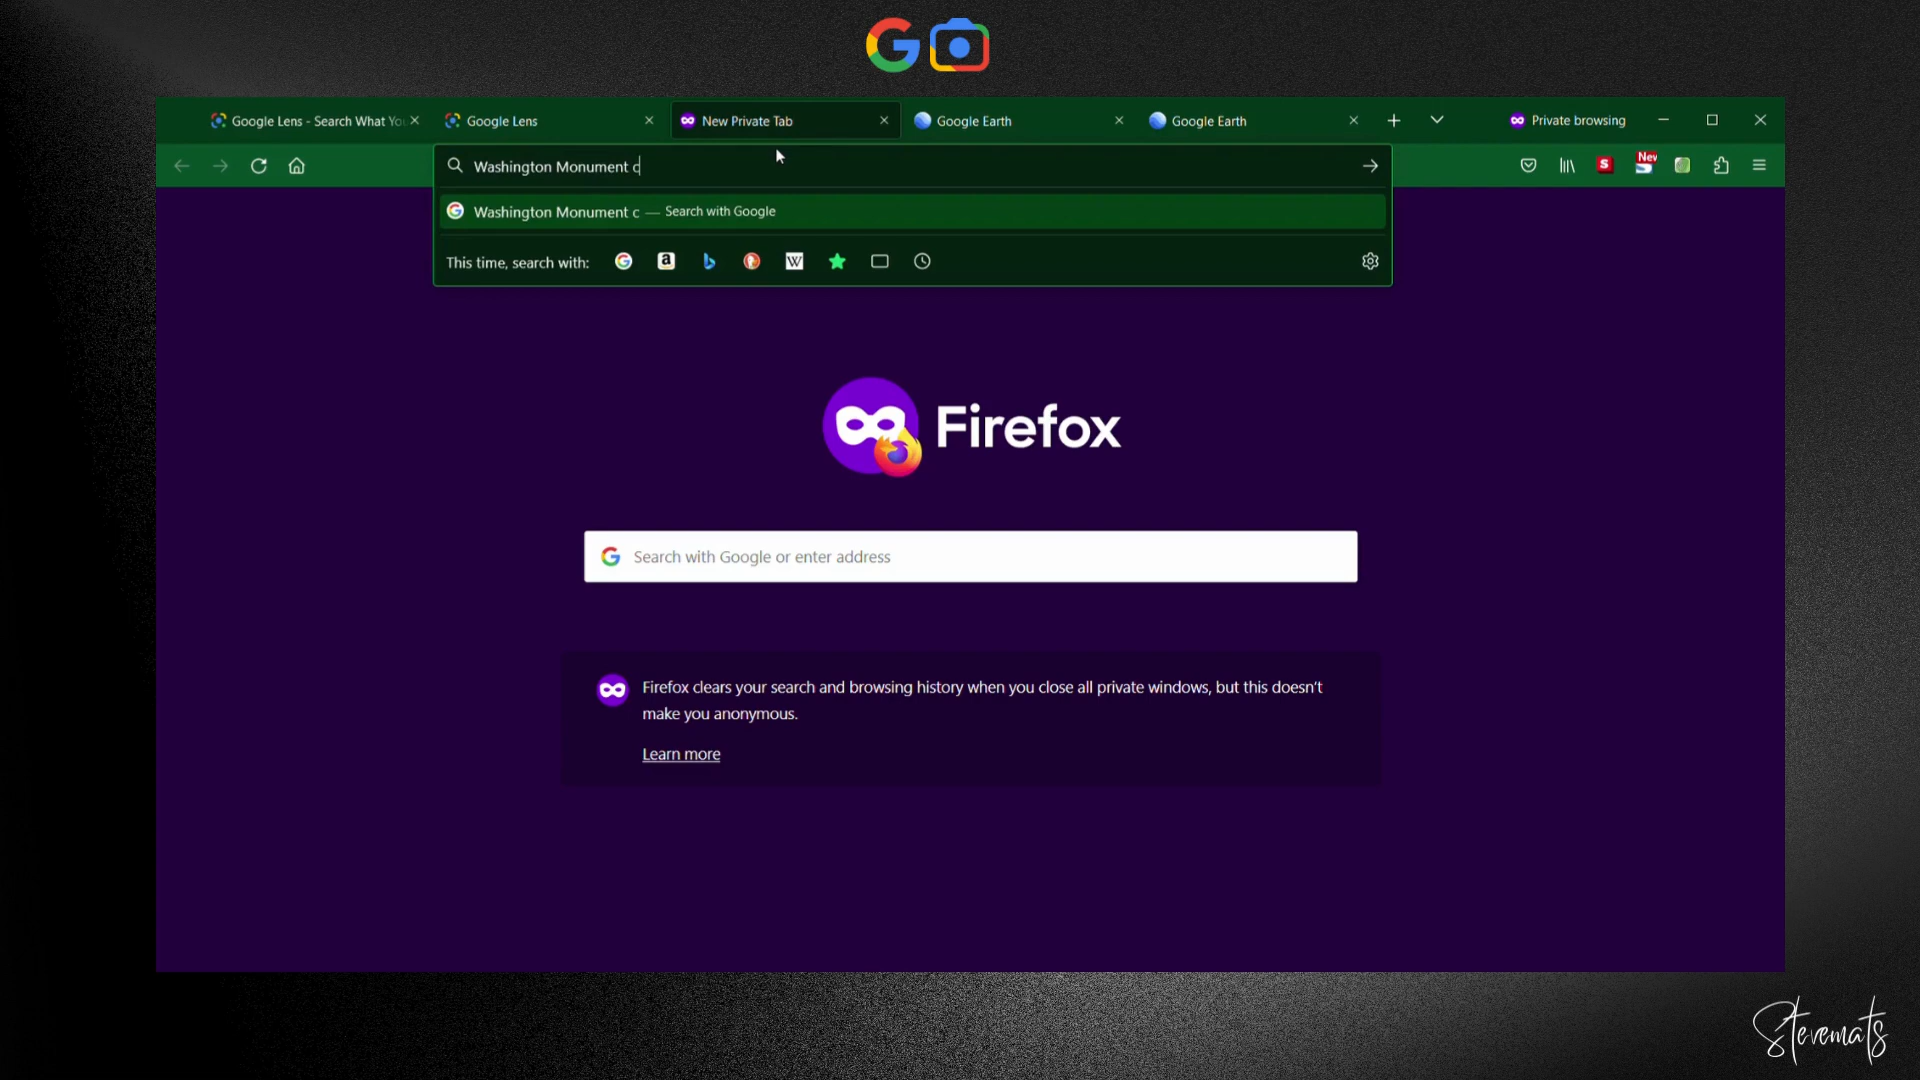 Google Lens - Search What You
Google Lens
New Private Tab
Google Earth
Google Earth
Private browsing
Washington Monument c
New
Washington Monument c — Search with Google
This time, search with:
Firefox
Search with Google or enter address
Firefox clears your search and browsing history when you close all private windows, but this doesn't
make you anonymous.
Learn more
Stevemats